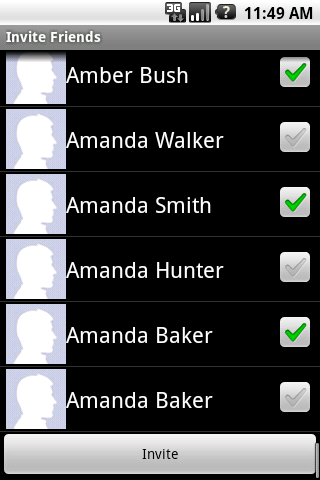 3G
?
11:49 AM
Invite Friends
Amber Bush
Amanda Walker
Amanda Smith
Amanda Hunter
Amanda Baker
Amanda Baker
Invite